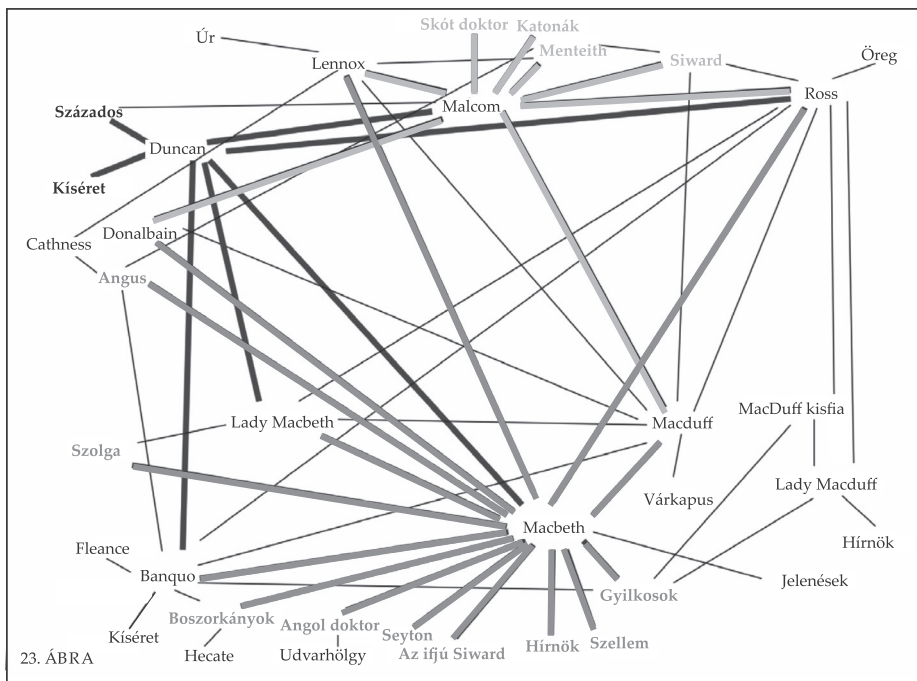 Skót doktor
Katonák
Úr
Menteith
Lennox
Siward
Öreg
Malcom
Ross
Százados
Duncan
Kíséret
Donalbain
Cathness
Angus
Lady Macbeth
Macduff
MacDuff kisfia
Szolga
Várkapus
Lady Macduff
Macbeth
Fleance
Hírnök
Banquo
Jelenések
Gyilkosok
Boszorkányok
Angol doktor
Kíséret
Seyton
Hírnök
Szellem
Hecate
Udvarhölgy
Az ifjú Siward
23. ÁBRA